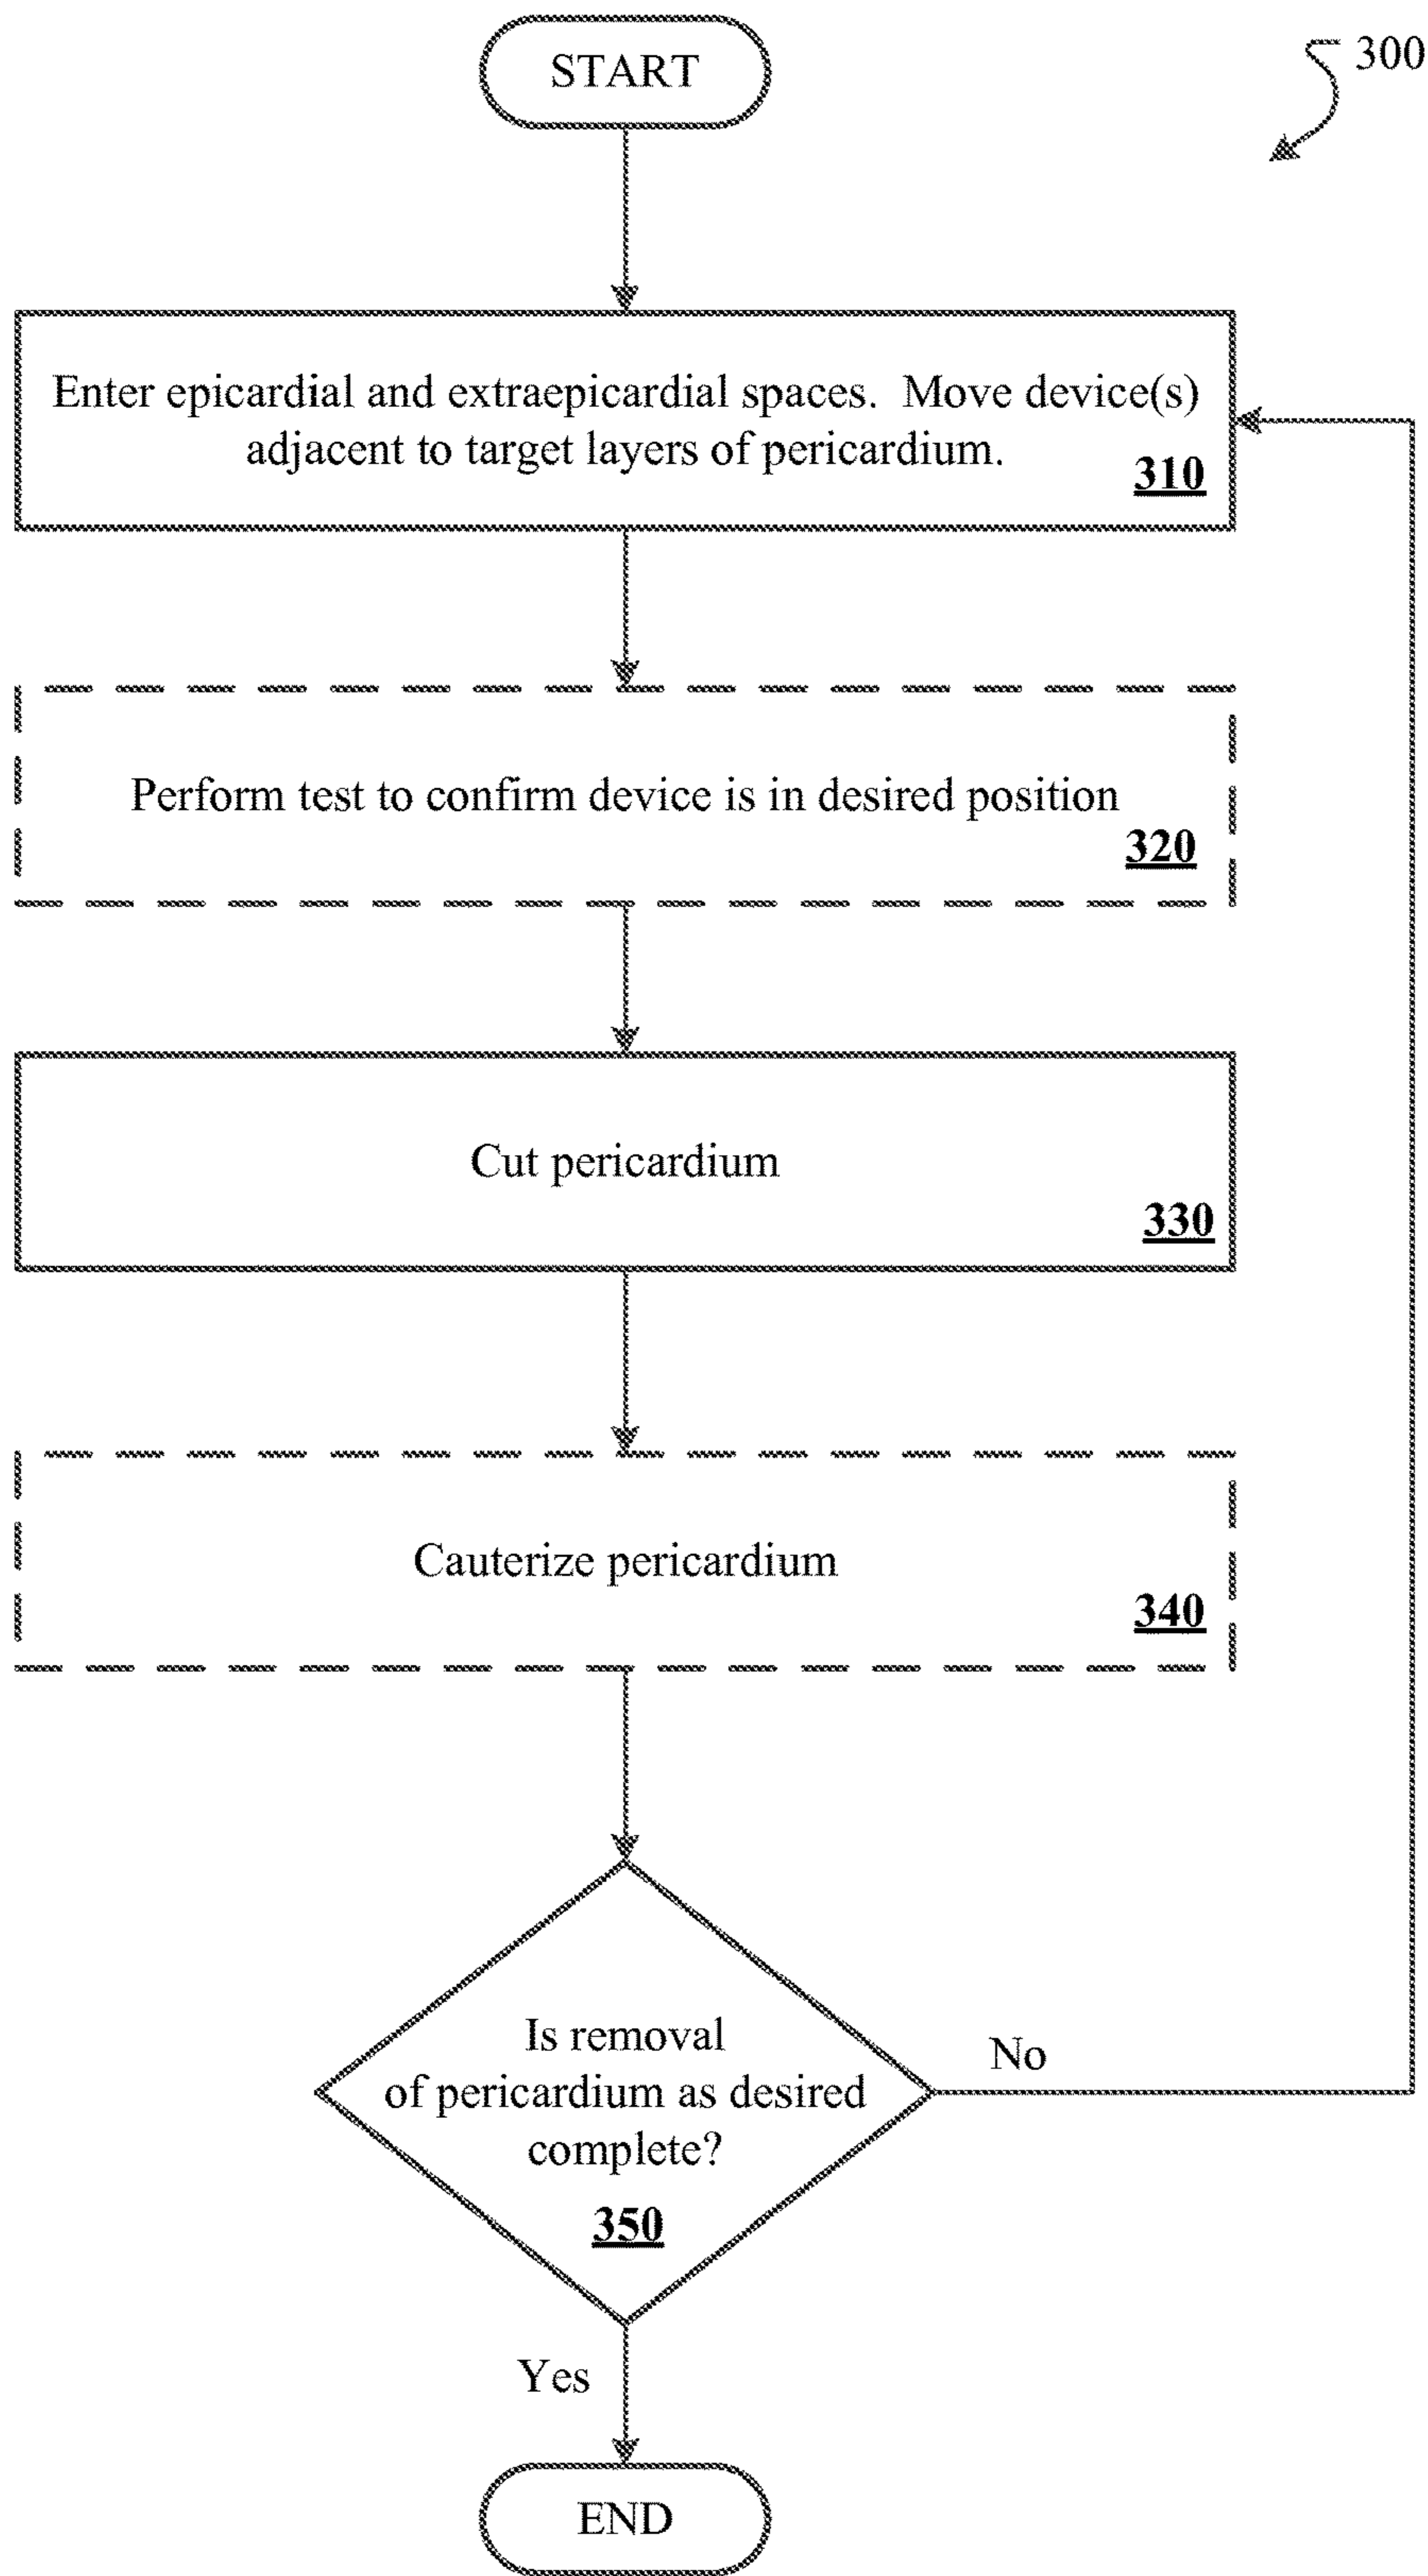 START
300
Enter epicardial and extraepicardial spaces.  Move device(s)
adjacent to target layers of pericardium.
310
Perform test to confirm device is in desired position
320
Cut pericardium
330
Cauterize pericardium
340
Is removal
of pericardium as desired
complete?
350
No
Yes
END